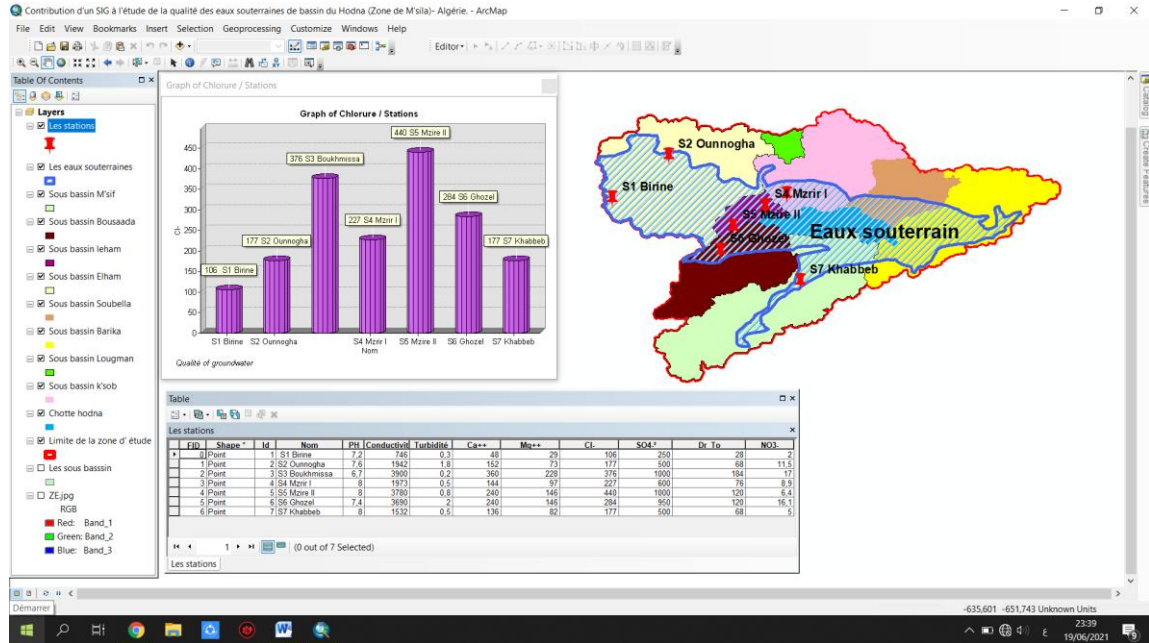 Contribution d'un SIG à l'étude de la qualité des eaux souterraines de bassin du Hodna (Zone de M'sila)- Algérie. - ArcMap
File Edit View Bookmarks Insert Selection Geoprocessing Customize Windows Help
Editor
Table Of Contents
Layers
Les stations
Les eaux souterraines
Sous bassin M'sif
Sous bassin Bousaada
Sous bassin leham
Sous bassin Elham
Sous bassin Soubella
Sous bassin Barika
Sous bassin Lougman
Sous bassin k'sob
Chotte hodna
Limite de la zone d' étude
Les sous basssin
ZE.jpg
RGB
Red: Band_1
Green: Band_2
Blue: Band_3
Graph of Chlorure / Stations
Graph of Chlorure / Stations
440 S5 Mzire II
376 S3 Boukhmissa
284 S6 Ghozel
227 S4 Mzrir I
177 S2 Ounnogha
177 S7 Khabbeb
106 S1 Birine
450
400
350
300
250
200
150
100
50
0
Cl-
S1 Birine S2 Ounnogha S4 Mzrir I S5 Mzire II S6 Ghozel S7 Khabbeb
Nom
Qualité of groundwater
S2 Ounnogha
S1 Birine
S4 Mzrir I
S5 Mzire II
Eaux souterrain
S6 Ghozel
S7 Khabbeb
Catalog
Create Features
Table
Les stations
FID Shape * Id Nom PH Conductivit Turbidité Ca++ Mg++ Cl- SO4-² Dr_To NO3-
0 Point 1 S1 Birine 7,2 746 0,3 48 29 106 250 28 2
1 Point 2 S2 Ounnogha 7,6 1942 1,8 152 73 177 500 68 11,5
2 Point 3 S3 Boukhmissa 6,7 3900 0,2 360 228 376 1000 184 17
3 Point 4 S4 Mzrir I 8 1973 0,5 144 97 227 600 76 8,9
4 Point 5 S5 Mzire II 8 3780 0,8 240 146 440 1000 120 6,4
5 Point 6 S6 Ghozel 7,4 3690 2 240 146 284 950 120 16,1
6 Point 7 S7 Khabbeb 8 1532 0,5 136 82 177 500 68 5
1 (0 out of 7 Selected)
Les stations
Démarrer
-635,601 -651,743 Unknown Units
23:39
19/06/2021